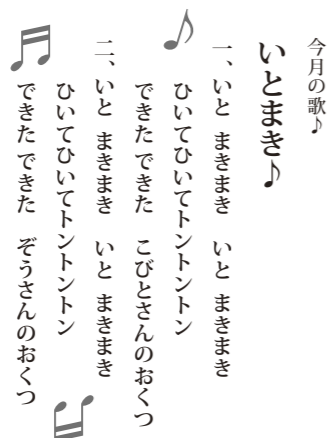 今月の歌♪
いとまき♪
一、いと まきまき いと まきまき
ひいてひいてトントントン
できたできた こびとさんのおくつ
二、いと まきまき いと まきまき
ひいてひいてトントントン
できたできた ぞうさんのおくつ